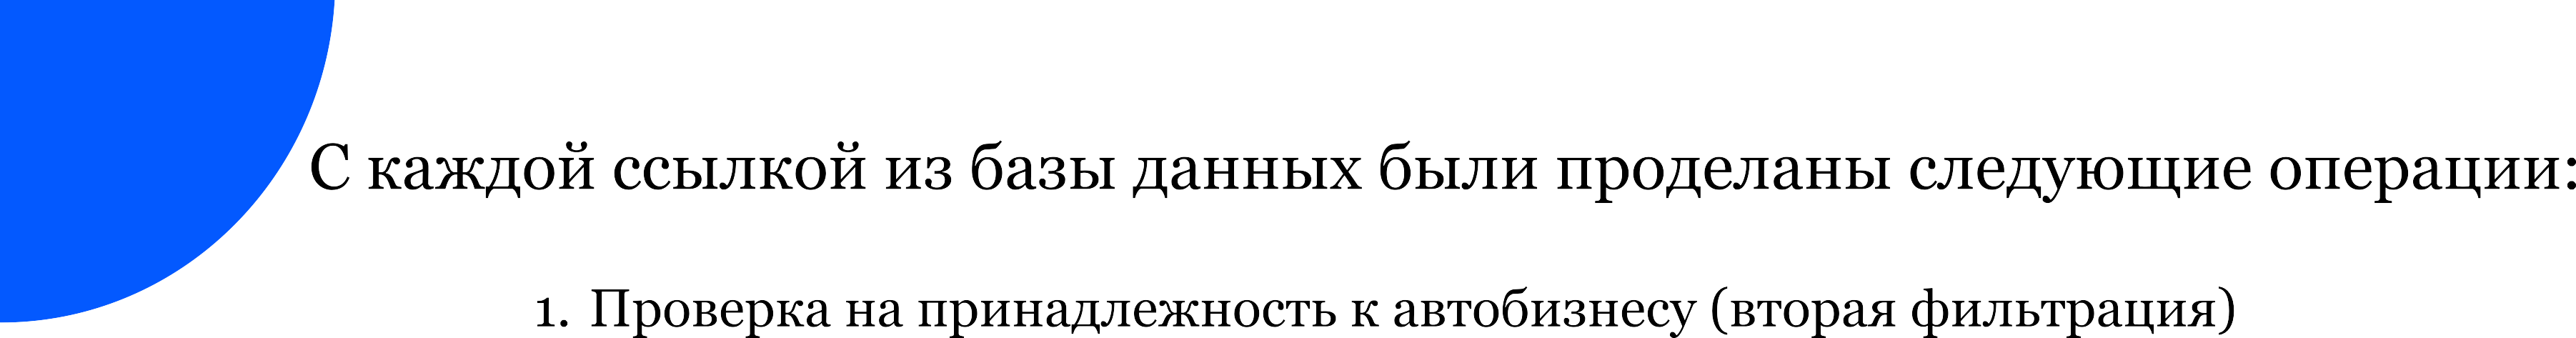 С каждой ссылкой из базы данных были проделаны следующие операции:
1. Проверка на принадлежность к автобизнесу (вторая фильтрация)